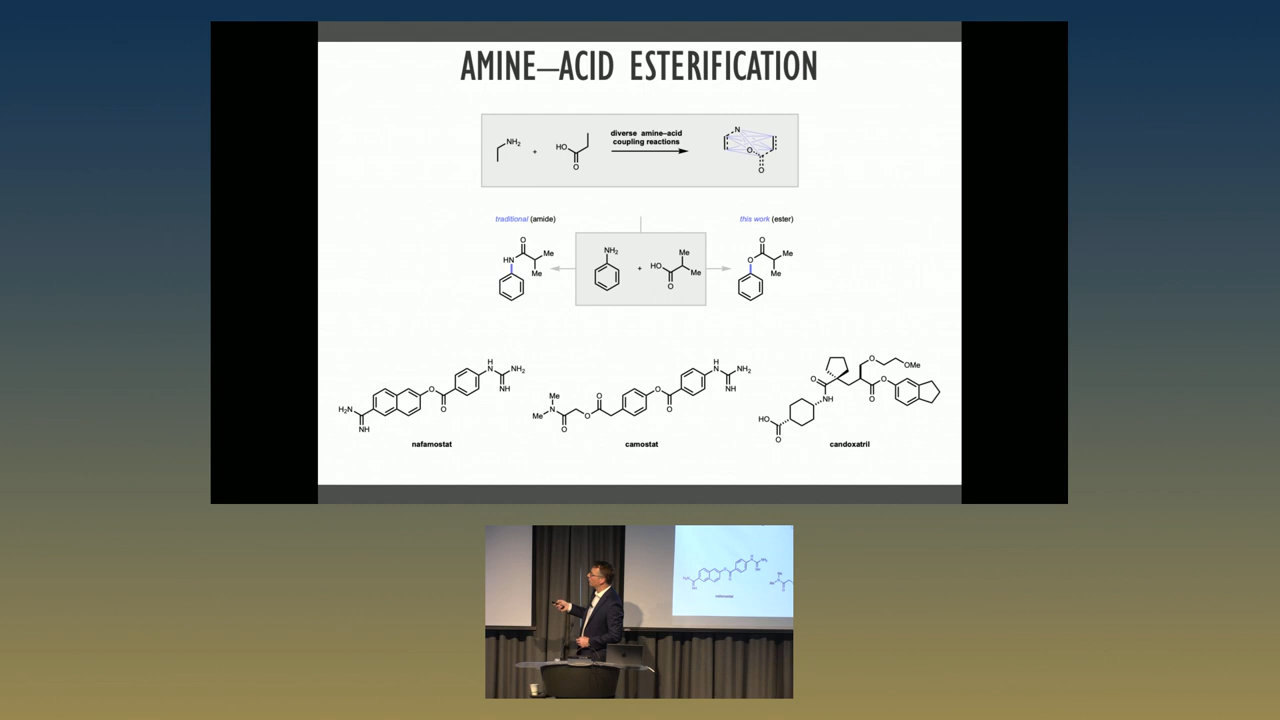 AMINE—ACID ESTERIFICATION
NH2
+
HO
O
diverse amine–acid
coupling reactions
N
O
O
traditional (amide)
this work (ester)
O
HN
Me
Me
NH2
+
HO
O
Me
Me
O
O
Me
Me
H2N
NH
O
O
H
N
NH2
NH
nafamostat
Me
Me
N
O
O
O
O
O
H
N
NH2
NH
camostat
HO
O
NH
O
O
OMe
O
O
candoxatril
nafamostat